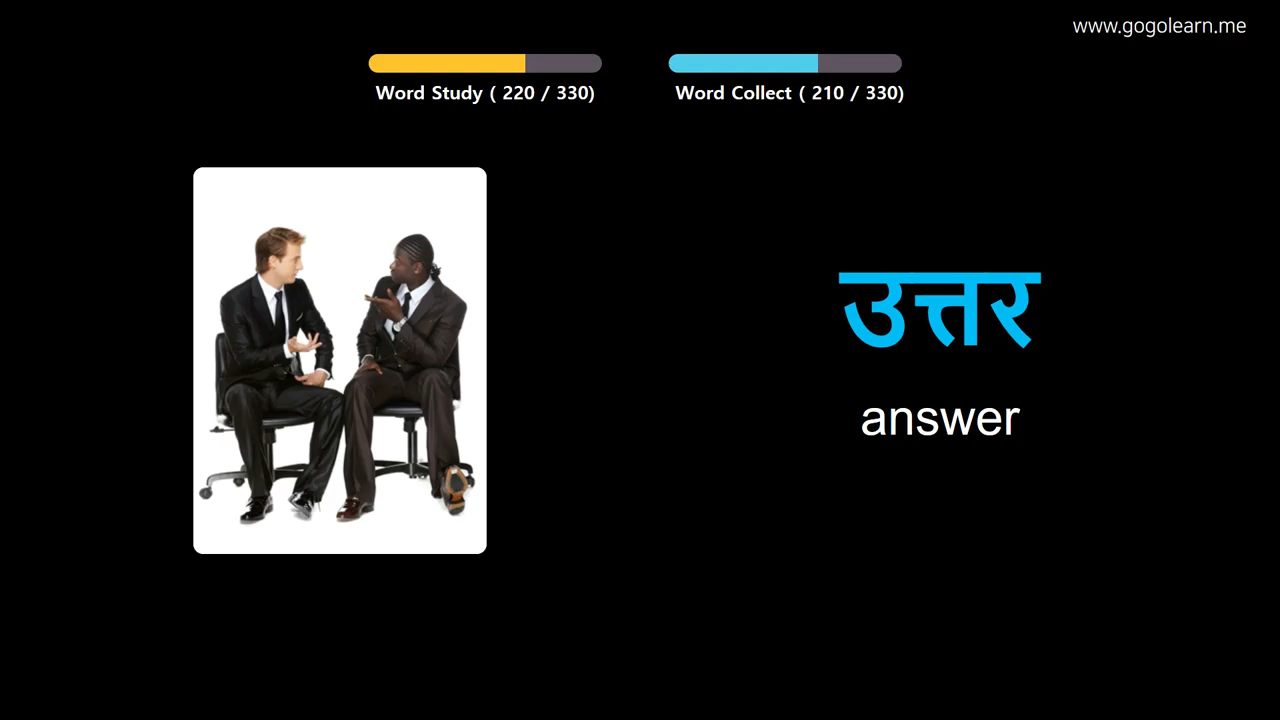 www.gogolearn.me
Word Study ( 220 / 330)
Word Collect ( 210 / 330)
उत्तर
answer